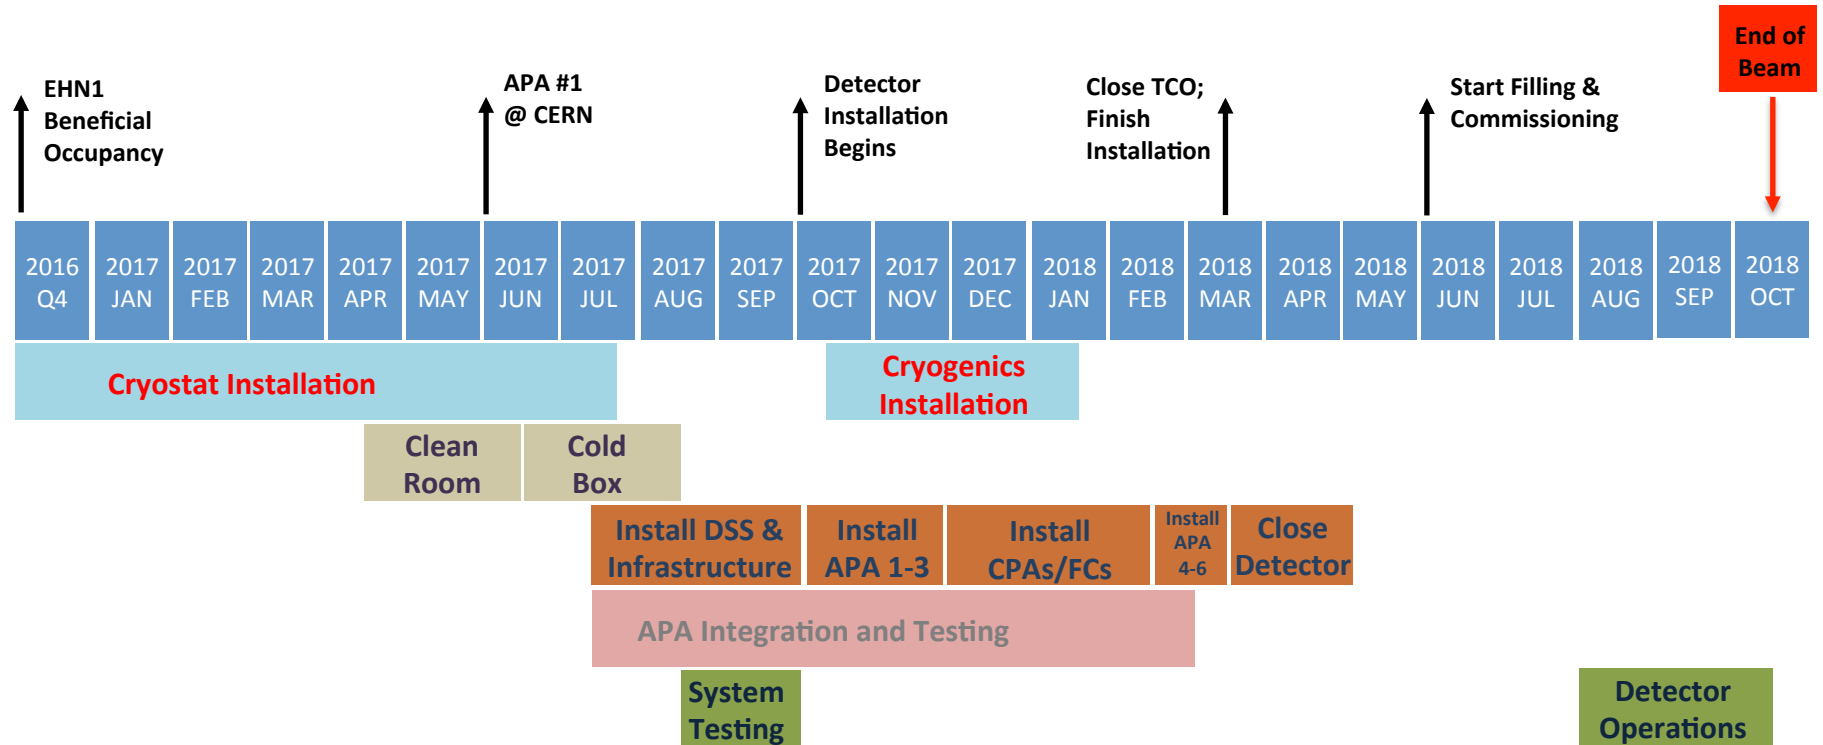 End of
Beam
EHN1
Beneficial
Occupancy
APA #1
@ CERN
Detector
Installation
Begins
Close TCO;
Finish
Installation
Start Filling &
Commissioning
2016
Q4
2017
JAN
2017
FEB
2017
MAR
2017
APR
2017
MAY
2017
JUN
2017
JUL
2017
AUG
2017
SEP
2017
OCT
2017
NOV
2017
DEC
2018
JAN
2018
FEB
2018
MAR
2018
APR
2018
MAY
2018
JUN
2018
JUL
2018
AUG
2018
SEP
2018
OCT
Cryostat Installation
Cryogenics
Installation
Clean
Room
Cold
Box
Install DSS &
Infrastructure
Install
APA 1-3
Install
CPAs/FCs
Install
APA
4-6
Close
Detector
APA Integration and Testing
System
Testing
Detector
Operations